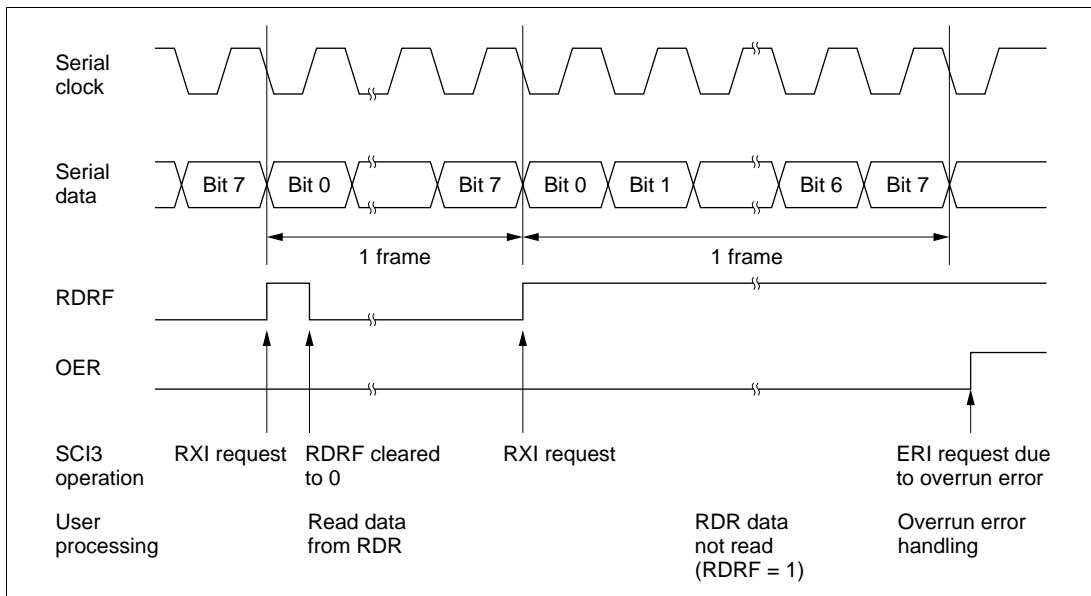 Serial
clock
Serial
data
Bit 7
Bit 0
Bit 7
Bit 0
Bit 1
Bit 6
Bit 7
1 frame
1 frame
RDRF
OER
SCI3
operation
RXI request
RDRF cleared
to 0
RXI request
ERI request due
to overrun error
User
processing
Read data
from RDR
RDR data
not read
(RDRF = 1)
Overrun error
handling